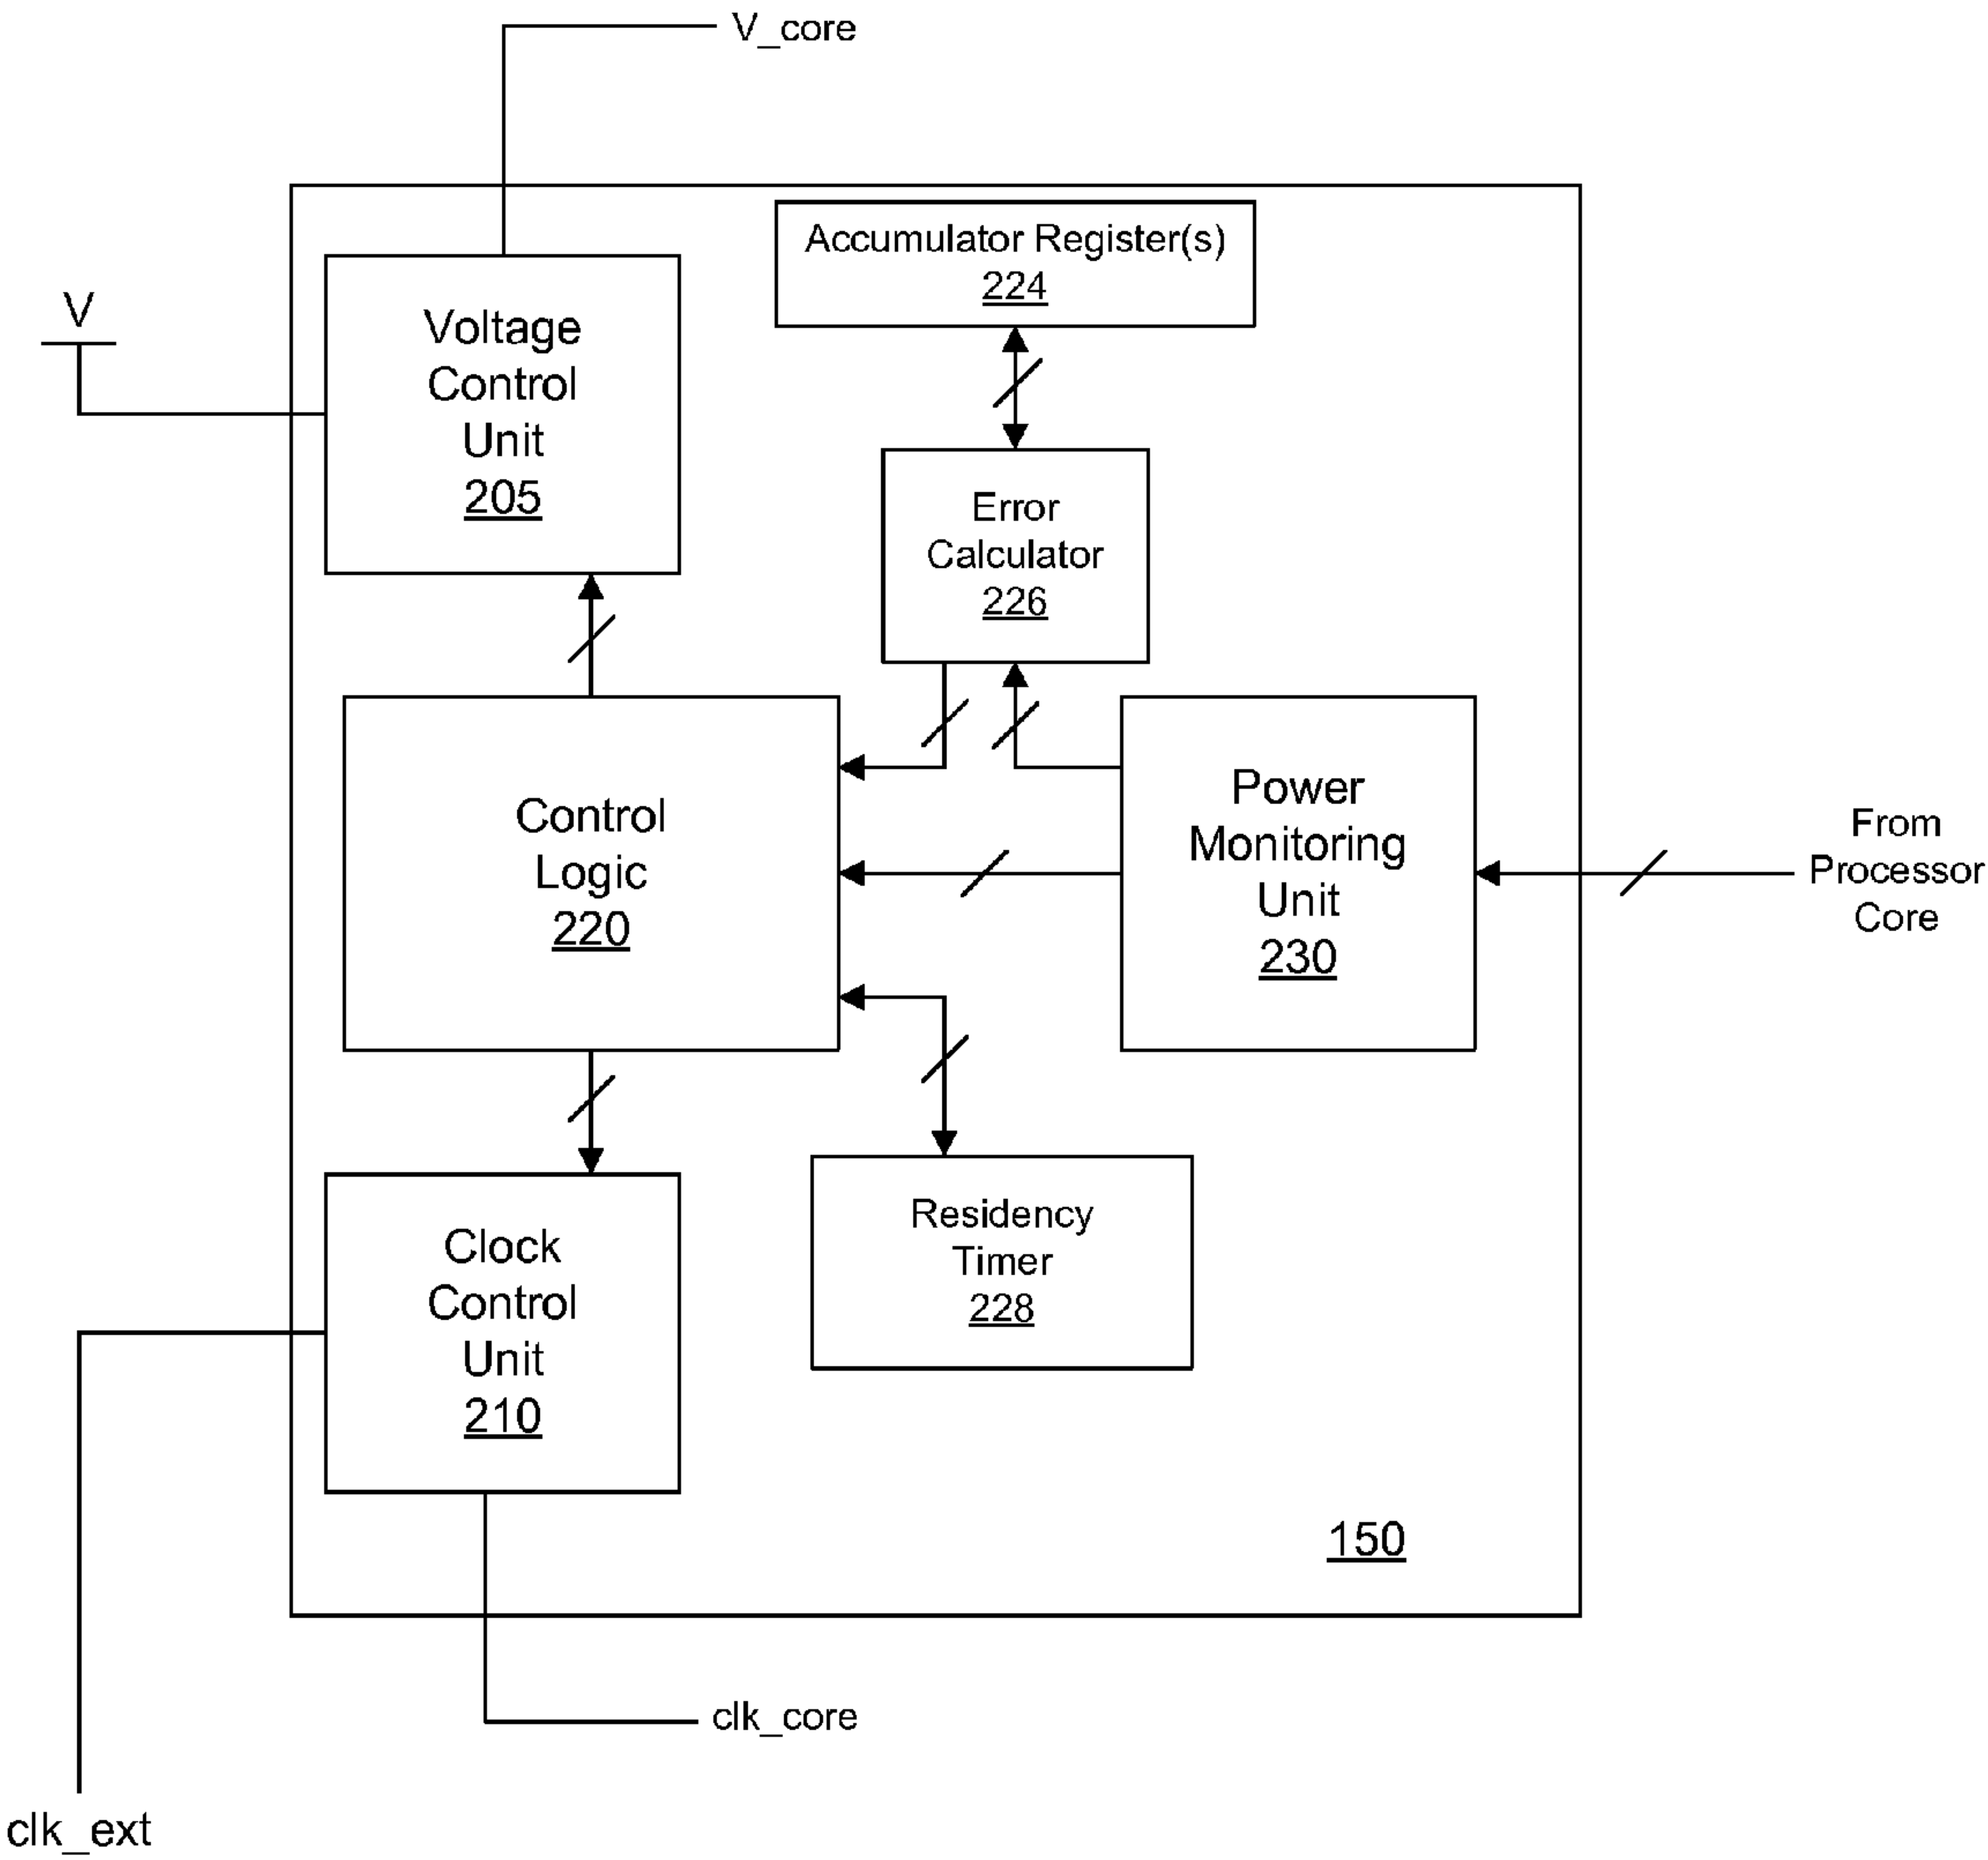 V_core
Accumulator Register(s)
224
V
Voltage
Control
Unit
205
Error
Calculator
226
Control
Logic
220
Power
Monitoring
Unit
230
From
Processor
Core
Clock
Control
Unit
210
Residency
Timer
228
150
clk_core
clk_ext